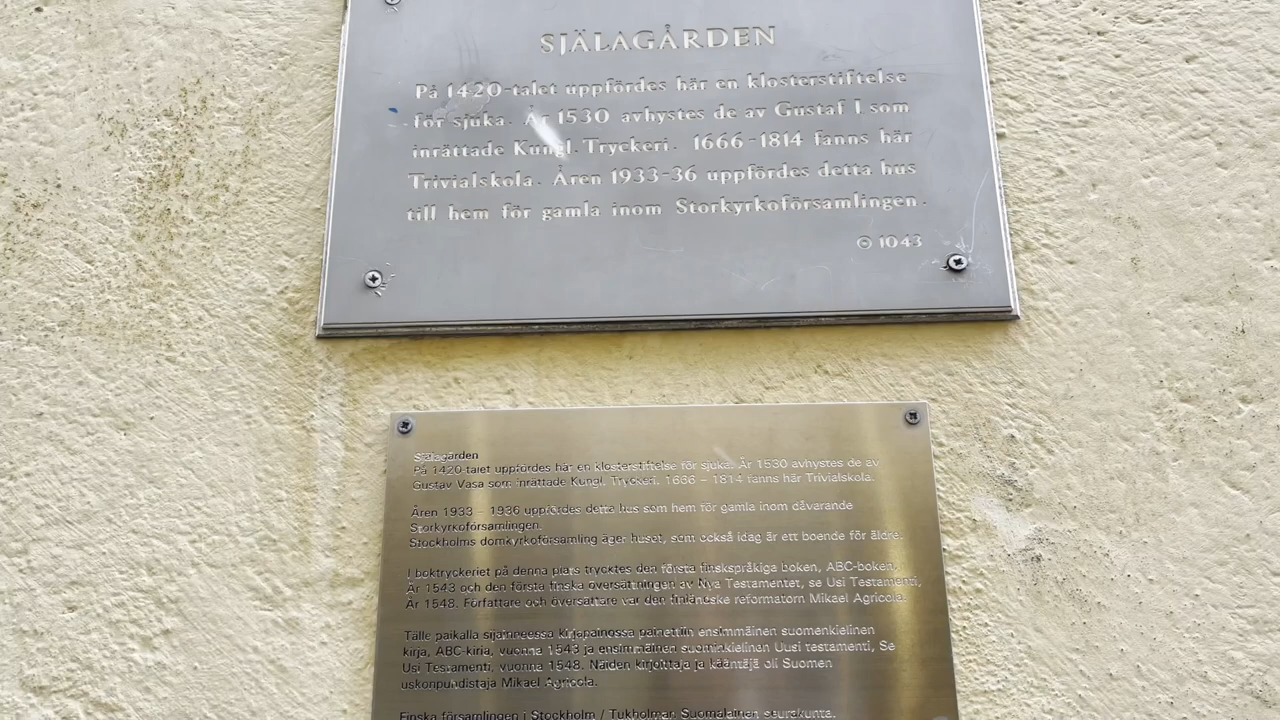 SJÄLAGÅRDEN
På 1420-talet uppfördes här en klosterstiftelse
för sjuka. År 1530 avhystes de av Gustaf I som
inrättade Kungl. Tryckeri. 1666-1814 fanns här
Trivialskola. Åren 1933-36 uppfördes detta hus
till hem för gamla inom Storkyrkoförsamlingen.
© 1043
Själagården
På 1420-talet uppfördes här en klosterstiftelse för sjuka. År 1530 avhystes de av
Gustav Vasa som inrättade Kungl. Tryckeri. 1666 – 1814 fanns här Trivialskola.
Åren 1933 – 1936 uppfördes detta hus som hem för gamla inom dåvarande
Storkyrkoförsamlingen.
Stockholms domkyrkoförsamling äger huset, som också idag är ett boende för äldre.
I boktryckeriet på denna plats trycktes den första finskspråkiga boken, ABC-boken,
År 1543 och den första finska översättningen av Nya Testamentet, se Usi Testamenti,
År 1548. Författare och översättare var den finländske reformatorn Mikael Agricola.
Tälle paikalla sijainneessa kirjapainossa painettiin ensimmäinen suomenkielinen
kirja, ABC-kirja, vuonna 1543 ja ensimmäinen suominkielinen Uusi testamenti, Se
Usi Testamenti, vuonna 1548. Näiden kirjoittaja ja kääntäjä oli Suomen
uskonpundistaja Mikael Agricola.
Finska församlingen i Stockholm / Tukholman Suomalainen seurakunta.